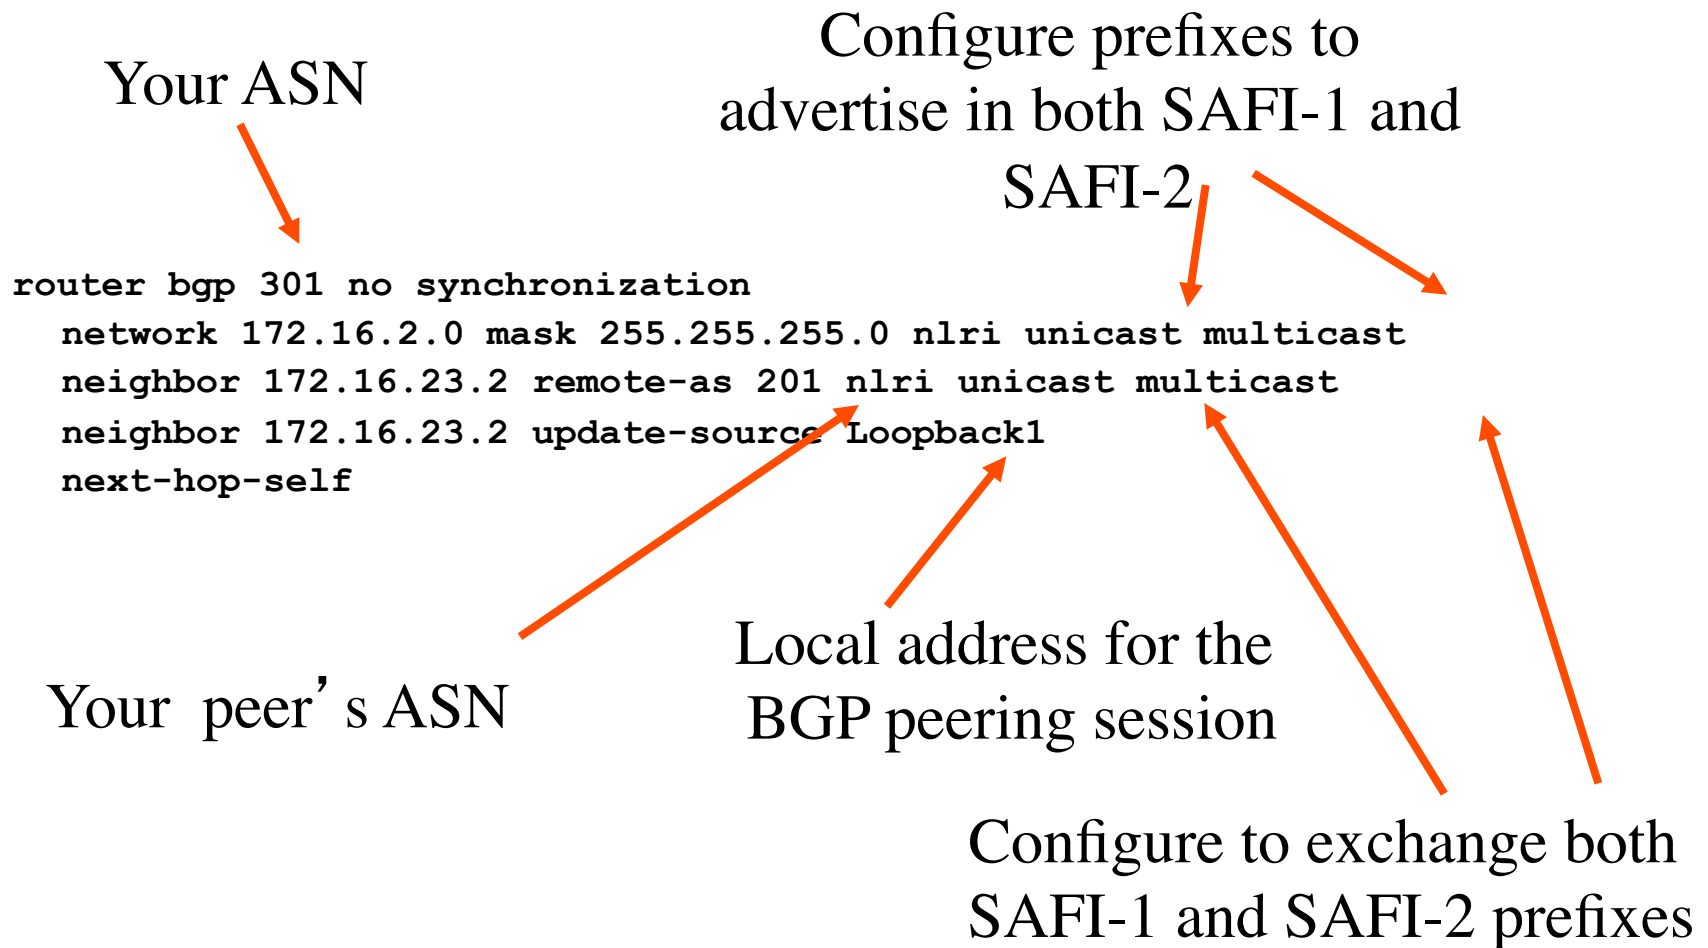 Your ASN
Configure prefixes to
advertise in both SAFI-1 and
SAFI-2
router bgp 301 no synchronization
network 172.16.2.0 mask 255.255.255.0 nlri unicast multicast
neighbor 172.16.23.2 remote-as 201 nlri unicast multicast
neighbor 172.16.23.2 update-source Loopback1
next-hop-self
Your peer’s ASN
Local address for the
BGP peering session
Configure to exchange both
SAFI-1 and SAFI-2 prefixes